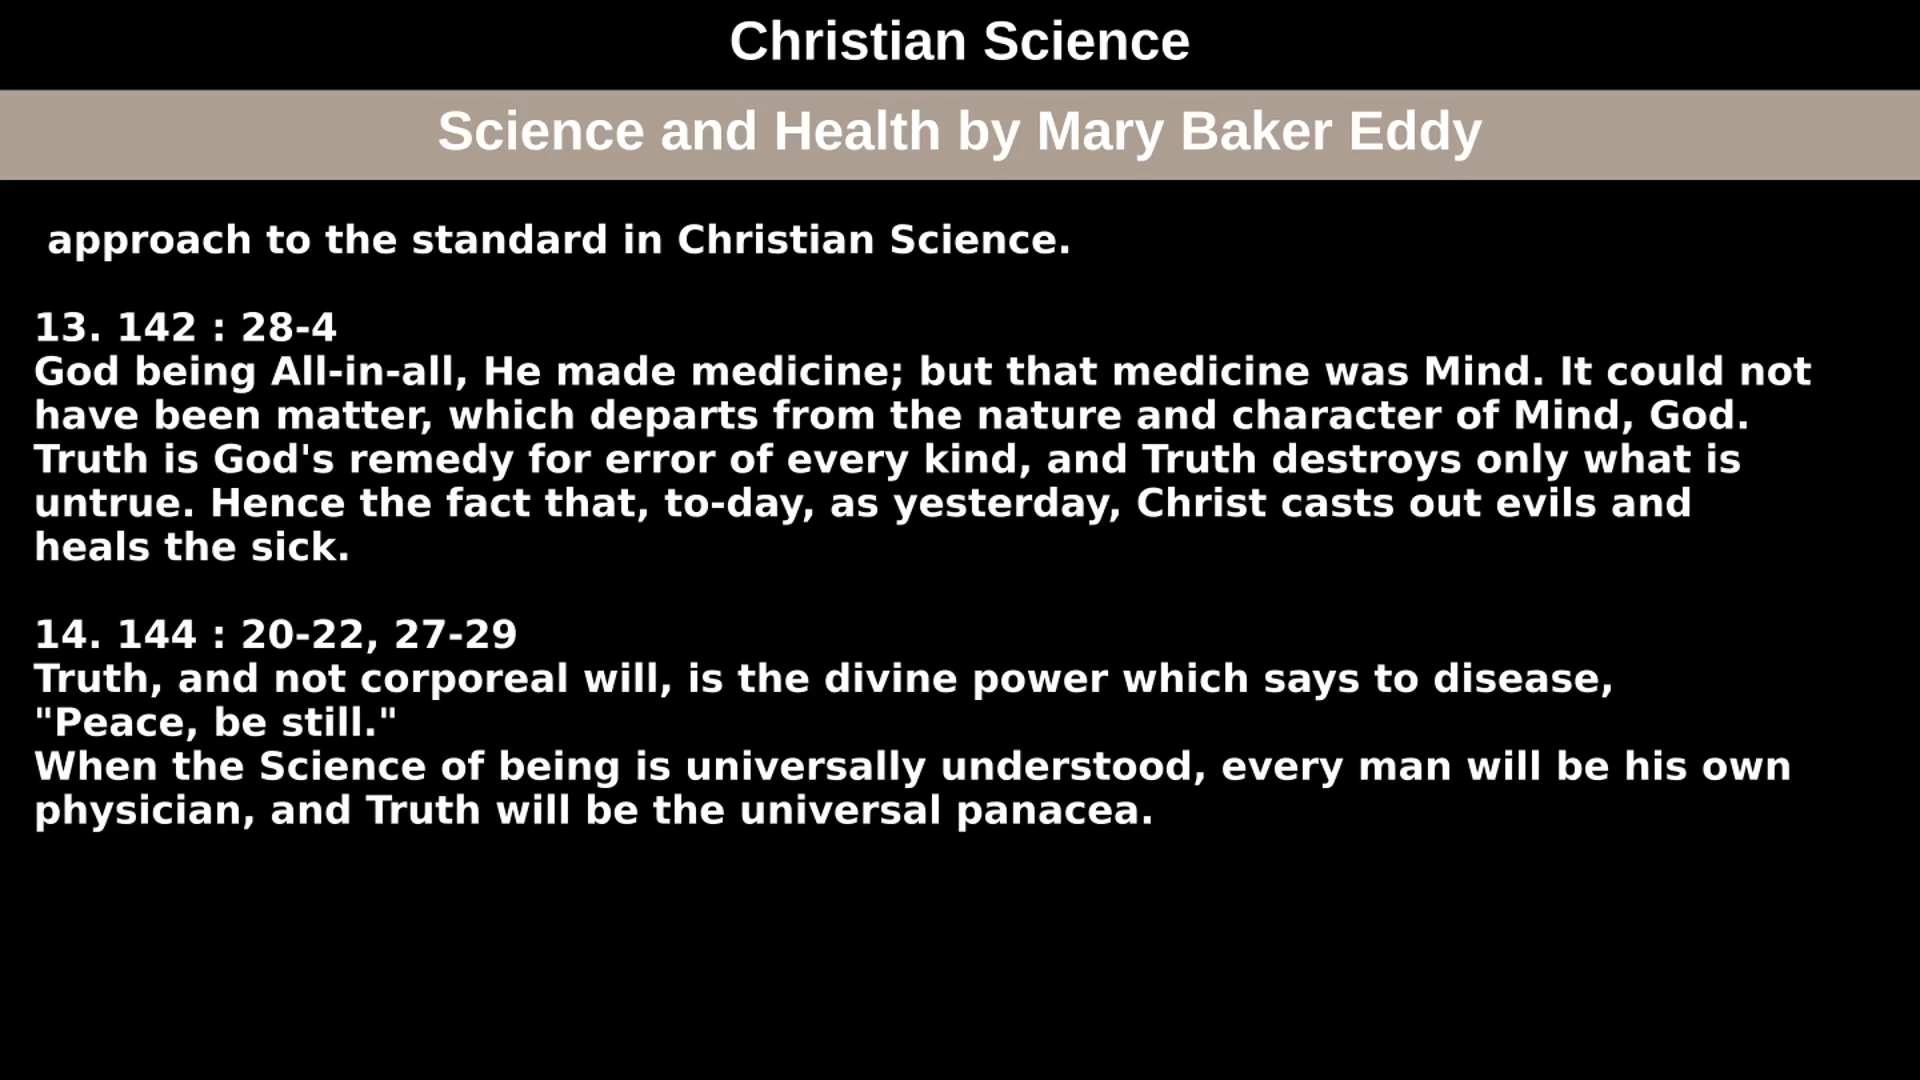 Christian Science
Science and Health by Mary Baker Eddy
approach to the standard in Christian Science.
13. 142 : 28-4
God being All-in-all, He made medicine; but that medicine was Mind. It could not
have been matter, which departs from the nature and character of Mind, God.
Truth is God's remedy for error of every kind, and Truth destroys only what is
untrue. Hence the fact that, to-day, as yesterday, Christ casts out evils and
heals the sick.
14. 144 : 20-22, 27-29
Truth, and not corporeal will, is the divine power which says to disease,
"Peace, be still."
When the Science of being is universally understood, every man will be his own
physician, and Truth will be the universal panacea.